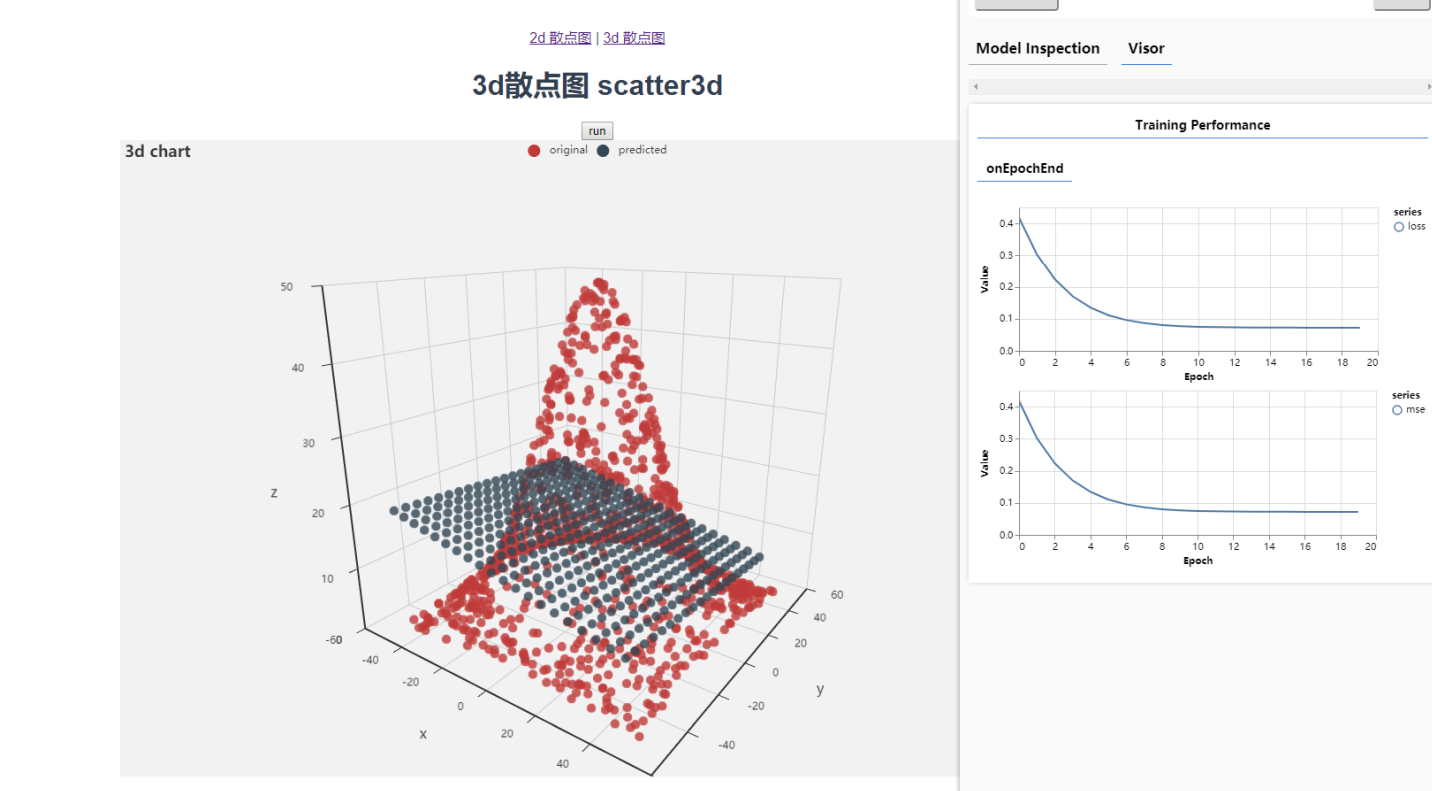 2d 散点图 | 3d 散点图
3d散点图 scatter3d
run
3d chart
original predicted
50
40
30
z
20
10
-60
-40
-20
0
20
40
x
60
40
20
0
-20
-40
y
Model Inspection Visor
Training Performance
onEpochEnd
series
loss
0.4
0.3
0.2
0.1
0.0
Value
0 2 4 6 8 10 12 14 16 18 20
Epoch
series
mse
0.4
0.3
0.2
0.1
0.0
Value
0 2 4 6 8 10 12 14 16 18 20
Epoch